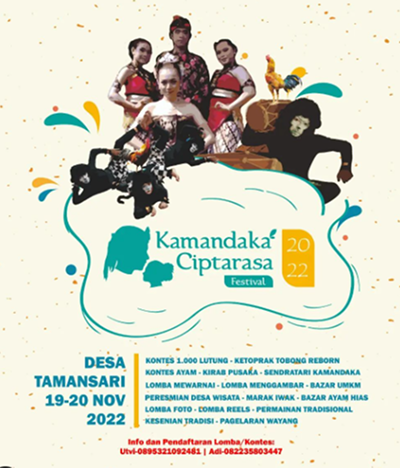 Kamandaka
Ciptarasa
Festival
20
22
DESA
TAMANSARI
19-20 NOV
2022
KONTES 1.000 LUTUNG - KETOPRAK TOBONG REBORN
KONTES AYAM - KIRAB PUSAKA - SENDRATARI KAMANDAKA
LOMBA MEWARNAI - LOMBA MENGGAMBAR - BAZAR UMKM
PERESMIAN DESA WISATA - MARAK IWAK - BAZAR AYAM HIAS
LOMBA FOTO - LOMBA REELS - PERMAINAN TRADISIONAL
KESENIAN TRADISI - PAGELARAN WAYANG
Info dan Pendaftaran Lomba/Kontes:
Utvi-0895321092481 | Adi-082235803447